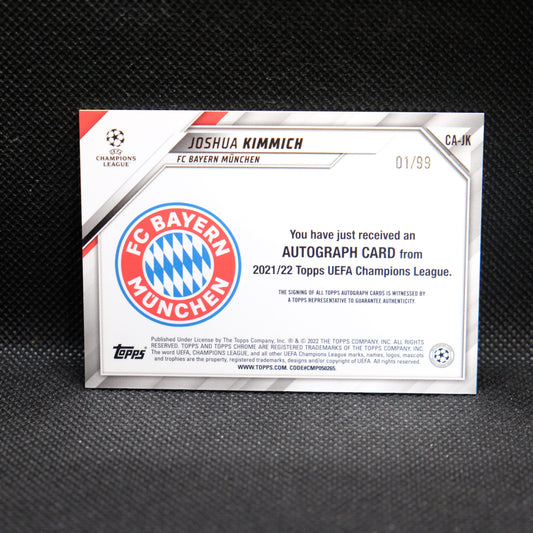 CHAMPIONS
LEAGUE
JOSHUA KIMMICH
FC BAYERN MÜNCHEN
CA-JK
01/99
FC BAYERN
MÜNCHEN
You have just received an
AUTOGRAPH CARD from
2021/22 Topps UEFA Champions League.
THE SIGNING OF ALL TOPPS AUTOGRAPH CARDS IS WITNESSED BY
A TOPPS REPRESENTATIVE TO GUARANTEE AUTHENTICITY.
Topps
Published Under License by The Topps Company, Inc. ® & © 2022 THE TOPPS COMPANY, INC. ALL RIGHTS
RESERVED. TOPPS AND TOPPS CHROME ARE REGISTERED TRADEMARKS OF THE TOPPS COMPANY, INC.
The word UEFA, CHAMPIONS LEAGUE, and all other UEFA Champions League marks, names, logos, mascots
and trophies are the property, registered trademarks, designs and/or copyright of UEFA. All rights reserved.
WWW.TOPPS.COM. CODE#CMP050265.